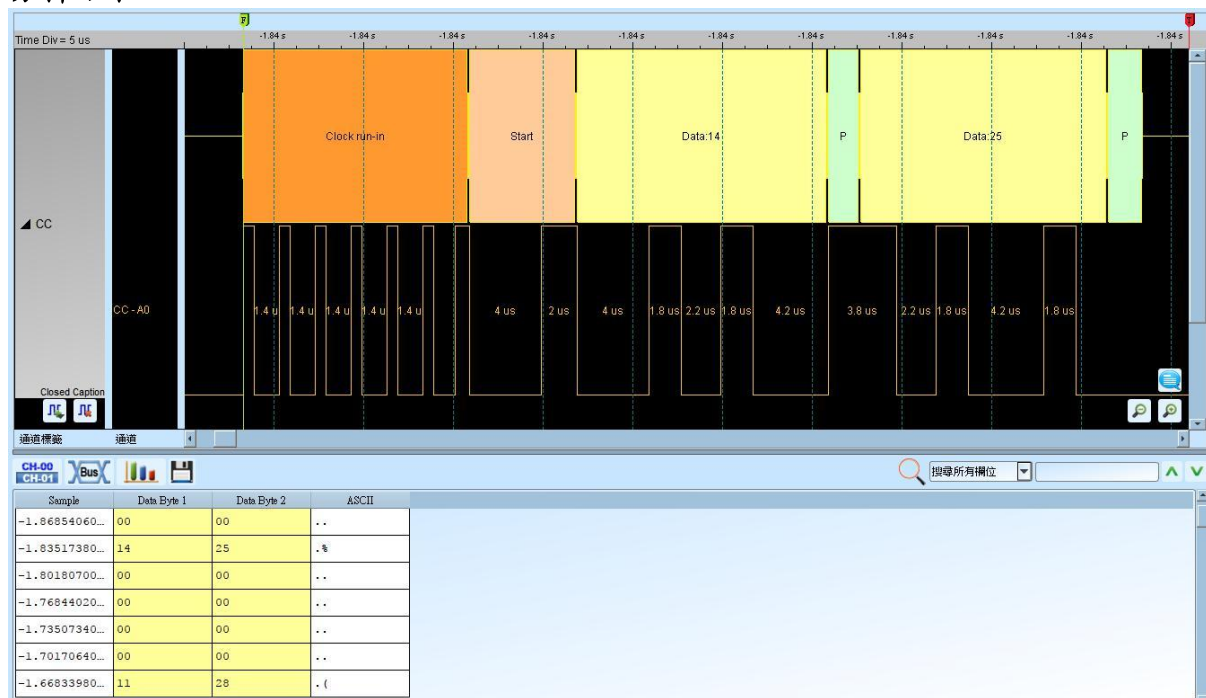 Time Div = 5 us
F
T
-1.84 s -1.84 s -1.84 s -1.84 s -1.84 s -1.84 s -1.84 s -1.84 s -1.84 s -1.84 s -1.84 s
Clock run-in Start Data:14 P Data:25 P
CC
CC - A0
1.4 u 1.4 u 1.4 u 1.4 u 1.4 u 4 us 2 us 4 us 1.8 us 2.2 us 1.8 us 4.2 us 3.8 us 2.2 us 1.8 us 4.2 us 1.8 us
Closed Caption
通道標籤 通道
CH-00
CH-01
Bus
搜尋所有欄位
Sample Data Byte 1 Data Byte 2 ASCII
-1.86854060... 00 00 ..
-1.83517380... 14 25 .%
-1.80180700... 00 00 ..
-1.76844020... 00 00 ..
-1.73507340... 00 00 ..
-1.70170640... 00 00 ..
-1.66833980... 11 28 .(